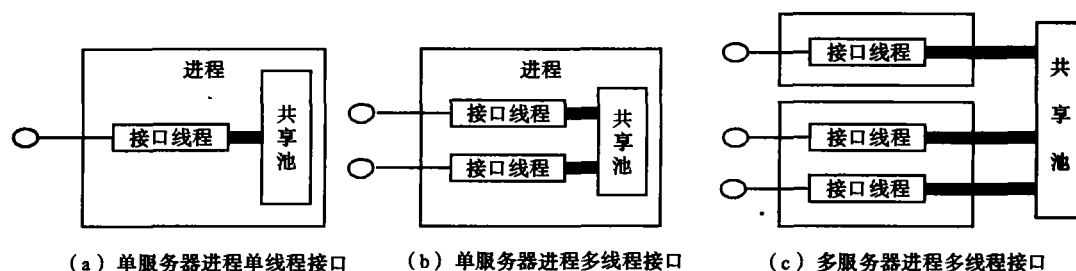 进程
接口线程
共享池
进程
接口线程
接口线程
共享池
接口线程
接口线程
接口线程
共享池
(a) 单服务器进程单线程接口
(b) 单服务器进程多线程接口
(c) 多服务器进程多线程接口